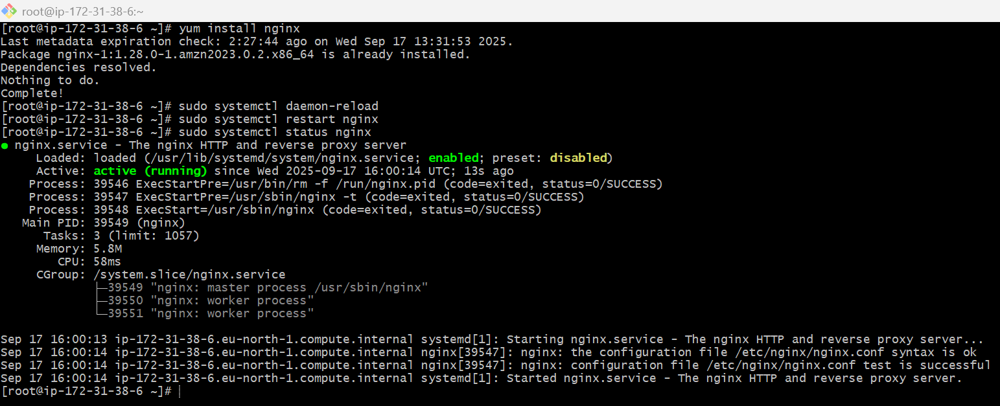 root@ip-172-31-38-6:~
[root@ip-172-31-38-6 ~]# yum install nginx
Last metadata expiration check: 2:27:44 ago on Wed Sep 17 13:31:53 2025.
Package nginx-1:1.28.0-1.amzn2023.0.2.x86_64 is already installed.
Dependencies resolved.
Nothing to do.
Complete!
[root@ip-172-31-38-6 ~]# sudo systemctl daemon-reload
[root@ip-172-31-38-6 ~]# sudo systemctl restart nginx
[root@ip-172-31-38-6 ~]# sudo systemctl status nginx
● nginx.service - The nginx HTTP and reverse proxy server
     Loaded: loaded (/usr/lib/systemd/system/nginx.service; enabled; preset: disabled)
     Active: active (running) since Wed 2025-09-17 16:00:14 UTC; 13s ago
    Process: 39546 ExecStartPre=/usr/bin/rm -f /run/nginx.pid (code=exited, status=0/SUCCESS)
    Process: 39547 ExecStartPre=/usr/sbin/nginx -t (code=exited, status=0/SUCCESS)
    Process: 39548 ExecStart=/usr/sbin/nginx (code=exited, status=0/SUCCESS)
   Main PID: 39549 (nginx)
      Tasks: 3 (limit: 1057)
     Memory: 5.8M
        CPU: 58ms
     CGroup: /system.slice/nginx.service
             ├─39549 "nginx: master process /usr/sbin/nginx"
             ├─39550 "nginx: worker process"
             └─39551 "nginx: worker process"
Sep 17 16:00:13 ip-172-31-38-6.eu-north-1.compute.internal systemd[1]: Starting nginx.service - The nginx HTTP and reverse proxy server...
Sep 17 16:00:14 ip-172-31-38-6.eu-north-1.compute.internal nginx[39547]: nginx: the configuration file /etc/nginx/nginx.conf syntax is ok
Sep 17 16:00:14 ip-172-31-38-6.eu-north-1.compute.internal nginx[39547]: nginx: configuration file /etc/nginx/nginx.conf test is successful
Sep 17 16:00:14 ip-172-31-38-6.eu-north-1.compute.internal systemd[1]: Started nginx.service - The nginx HTTP and reverse proxy server.
[root@ip-172-31-38-6 ~]#